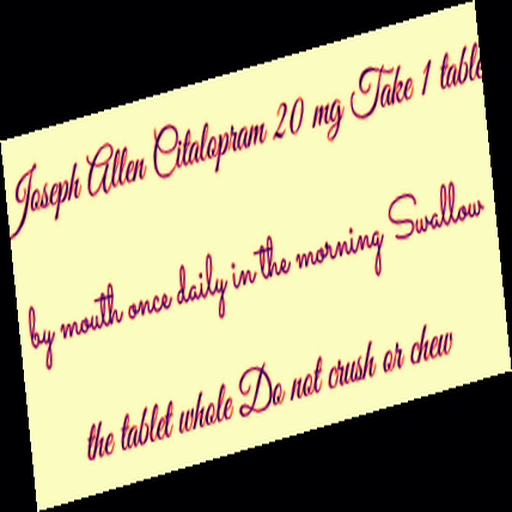 Joseph Allen Citalopram 20 mg Take 1 table
by mouth once daily in the morning Swallow
the tablet whole Do not crush or chew